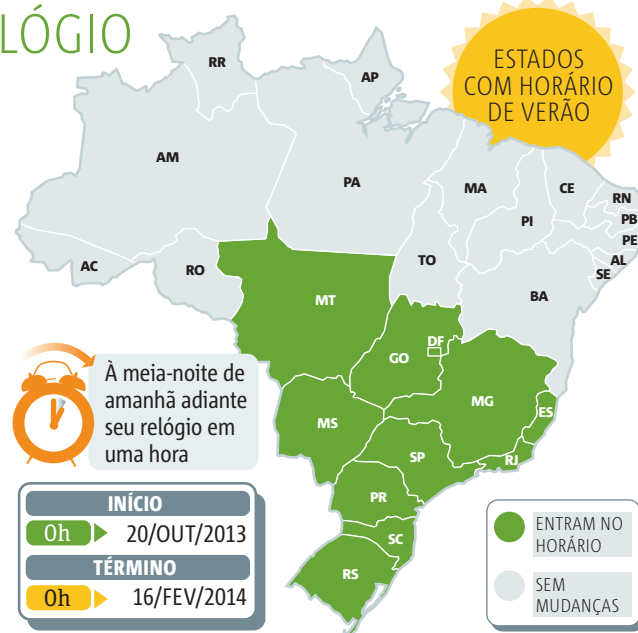 LÓGIO
ESTADOS
COM HORÁRIO
DE VERÃO
RR
AP
AM
PA
MA
CE
RN
PB
PE
AL
SE
PI
TO
BA
AC
RO
MT
GO
DF
MG
ES
MS
SP
RJ
PR
SC
RS
À meia-noite de
amanhã adiante
seu relógio em
uma hora
INÍCIO
0h 20/OUT/2013
TÉRMINO
0h 16/FEV/2014
ENTRAM NO
HORÁRIO
SEM
MUDANÇAS